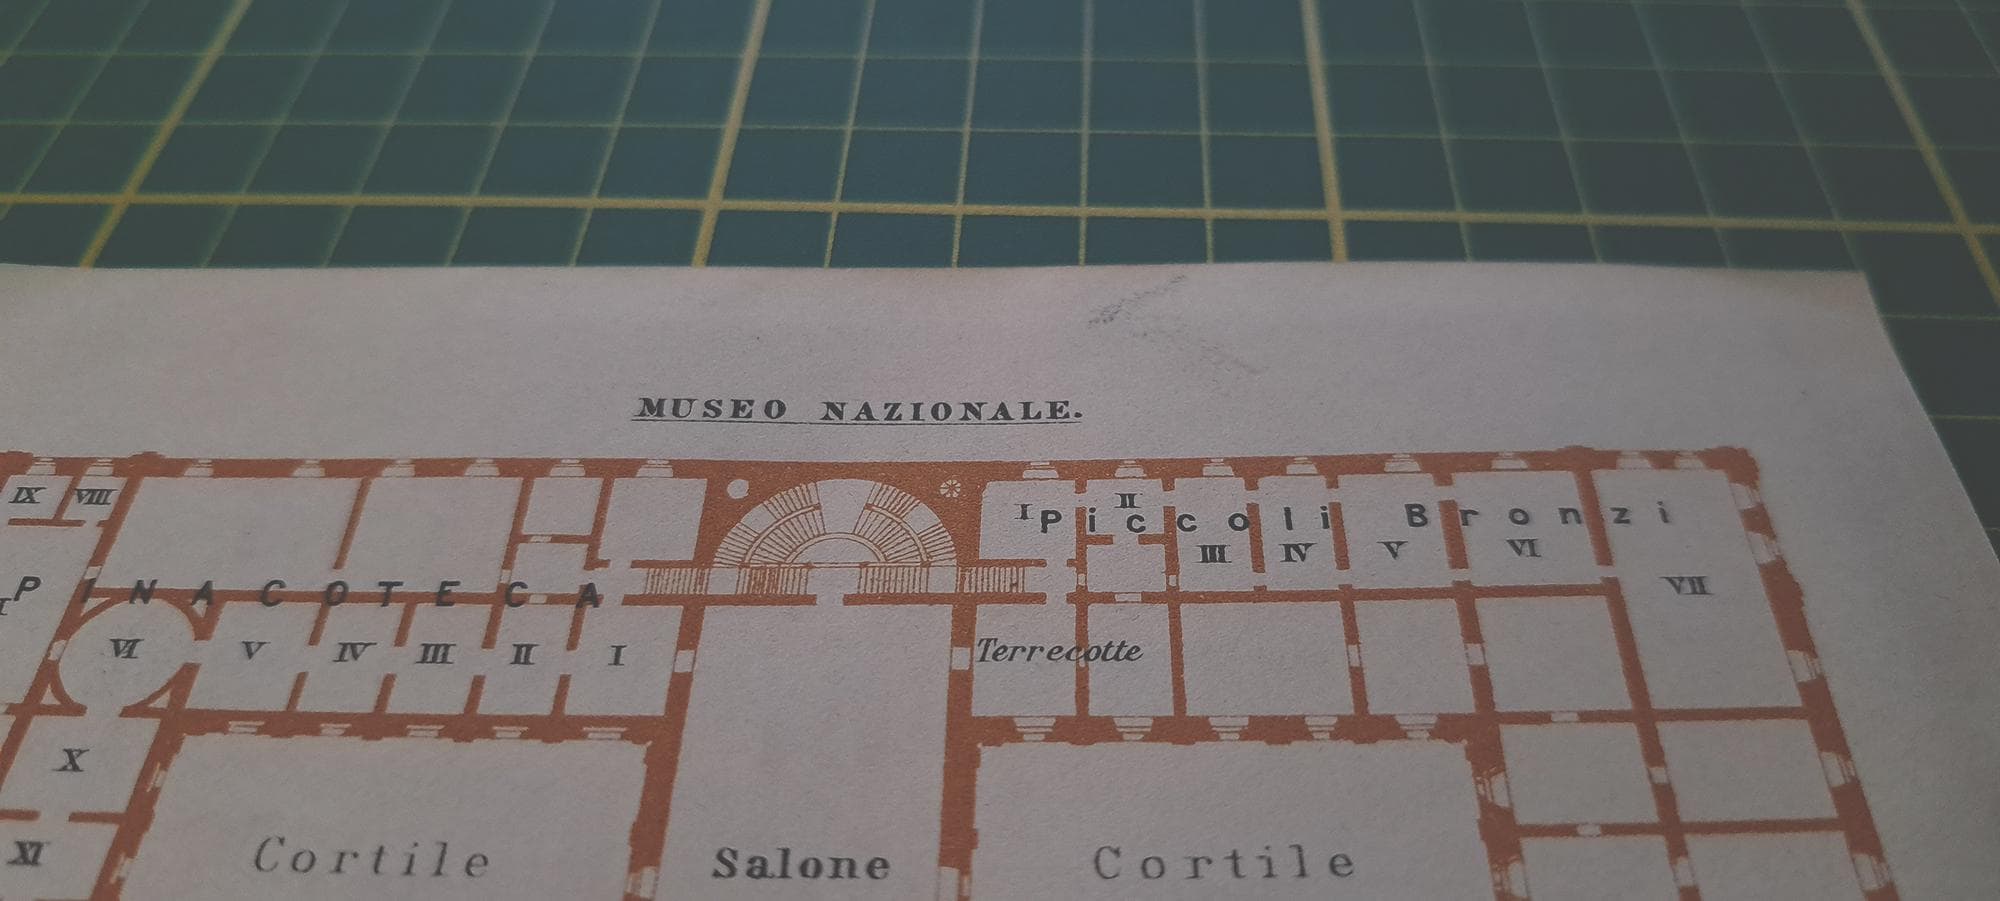 MUSEO NAZIONALE.
IX VIII
I II
Piccoli Bronzi
III IV V VI
VII
PINACOTECA
VI V IV III II I
Terrecotte
X
XI
Cortile Salone Cortile